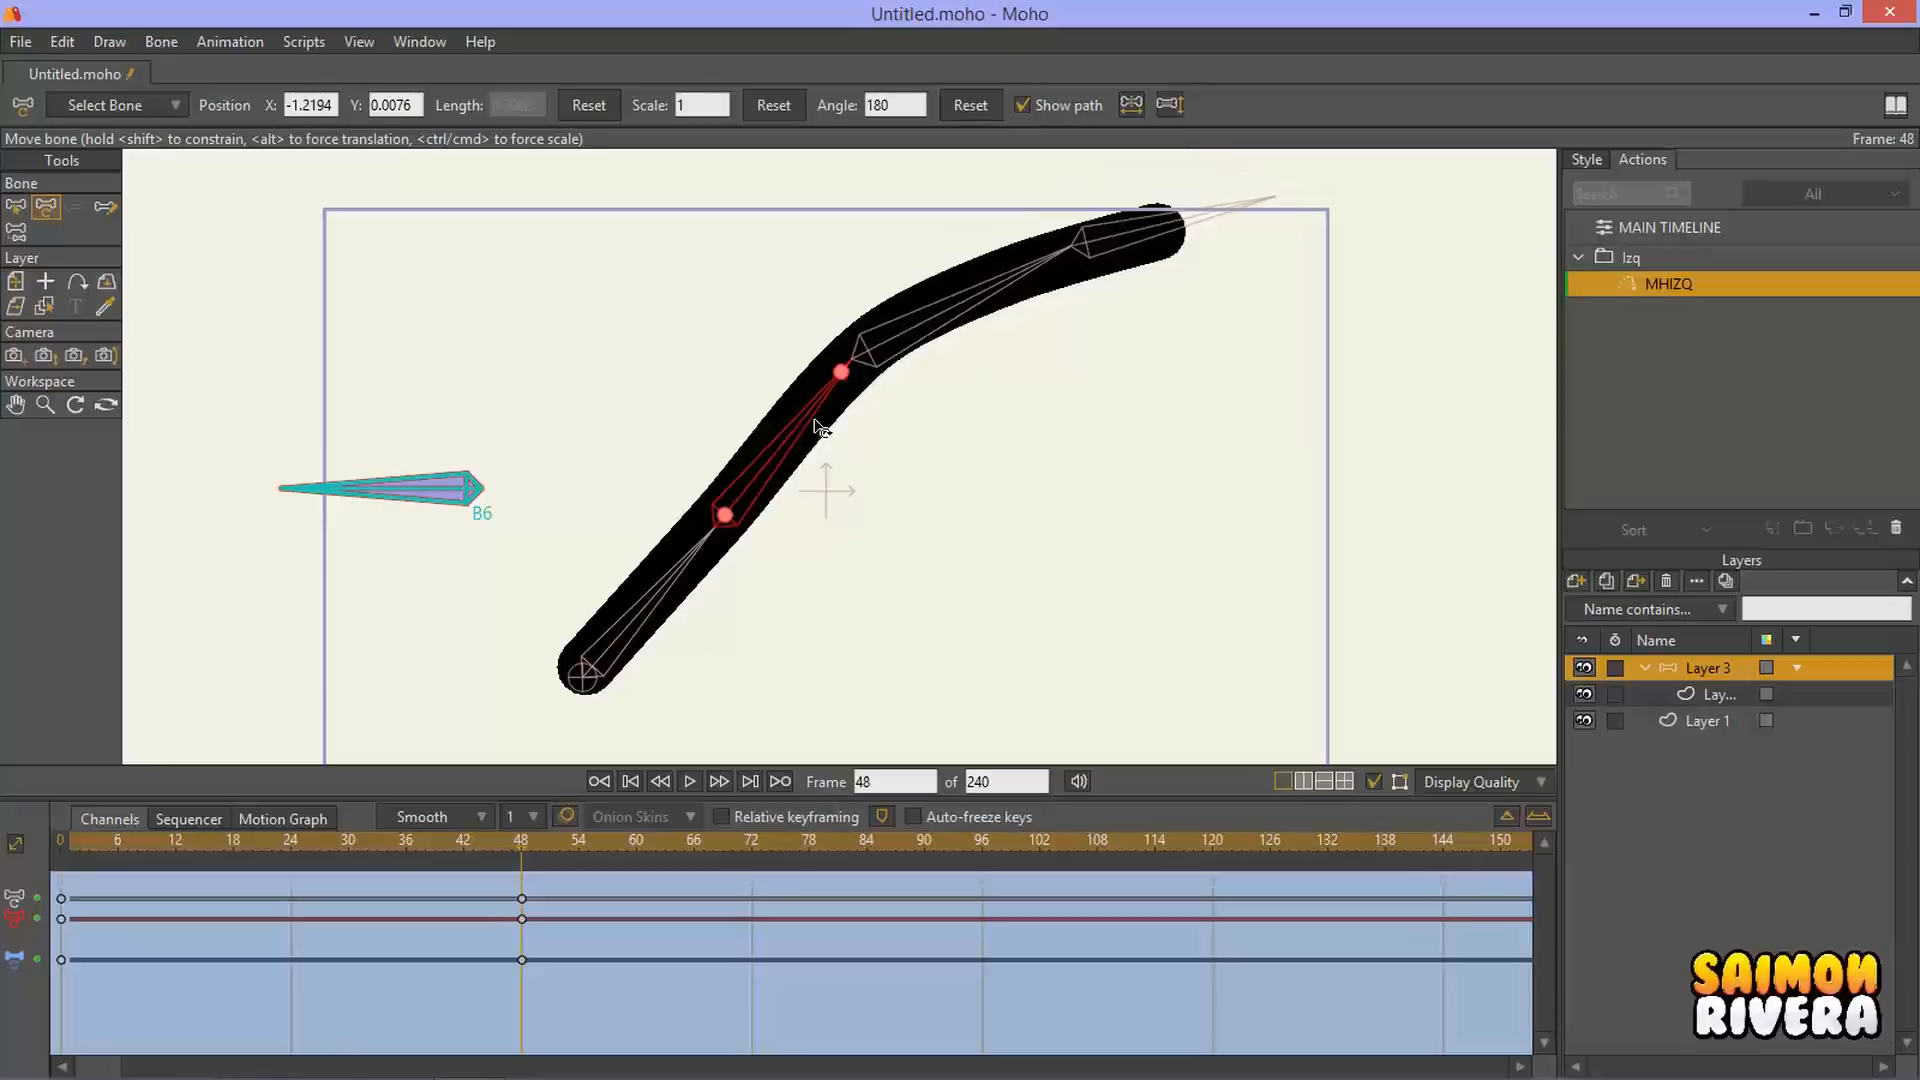 Untitled.moho - Moho
File Edit Draw Bone Animation Scripts View Window Help
Untitled.moho
Select Bone Position X: -1.2194 Y: 0.0076 Length: Reset Scale: 1 Reset Angle: 180 Reset Show path
Move bone (hold <shift> to constrain, <alt> to force translation, <ctrl/cmd> to force scale) Frame: 48
Tools
Bone
Layer
T
Camera
Workspace
B6
Style Actions
Search All
MAIN TIMELINE
Izq
MHIZQ
Sort
Layers
Name contains...
Name
Layer 3
Lay...
Layer 1
Frame 48 of 240 Display Quality
Channels Sequencer Motion Graph Smooth 1 Onion Skins Relative keyframing Auto-freeze keys
0 6 12 18 24 30 36 42 48 54 60 66 72 78 84 90 96 102 108 114 120 126 132 138 144 150
SAIMON
RIVERA